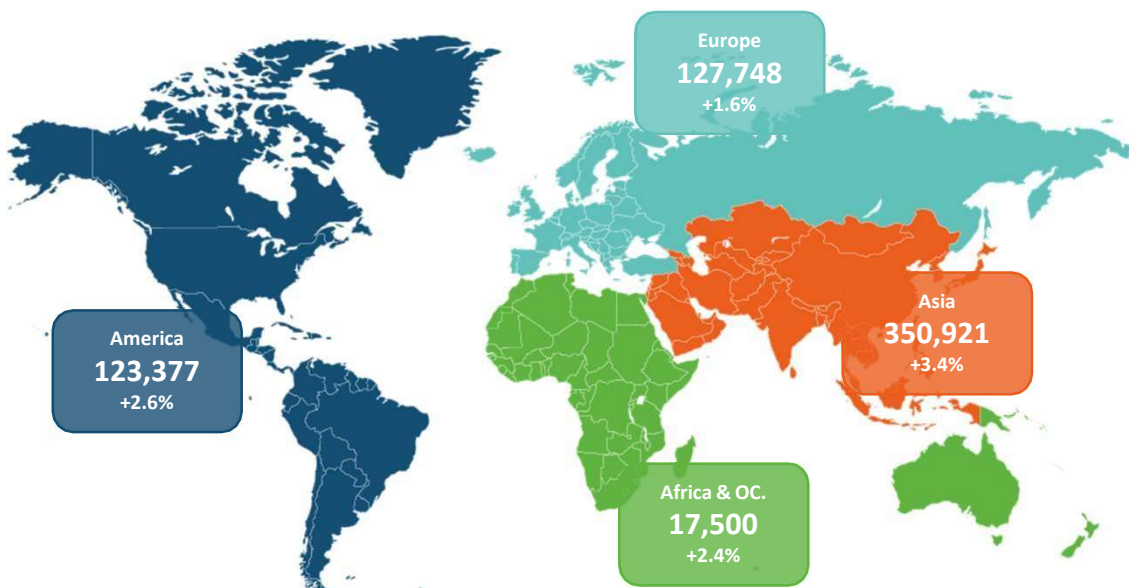 Europe
127,748
+1.6%
America
123,377
+2.6%
Asia
350,921
+3.4%
Africa & OC.
17,500
+2.4%